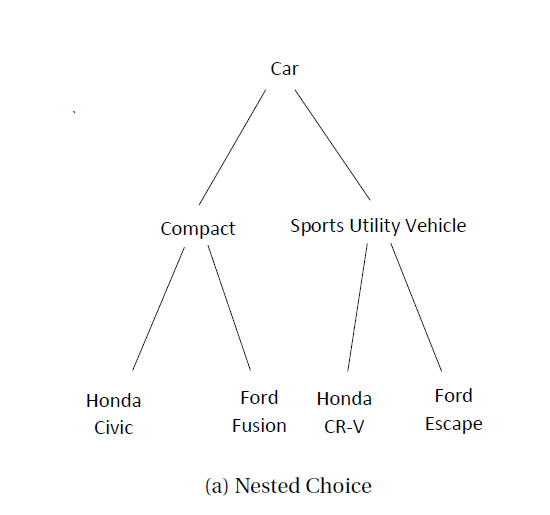 Car
Compact
Sports Utility Vehicle
Honda
Civic
Ford
Fusion
Honda
CR-V
Ford
Escape
(a) Nested Choice